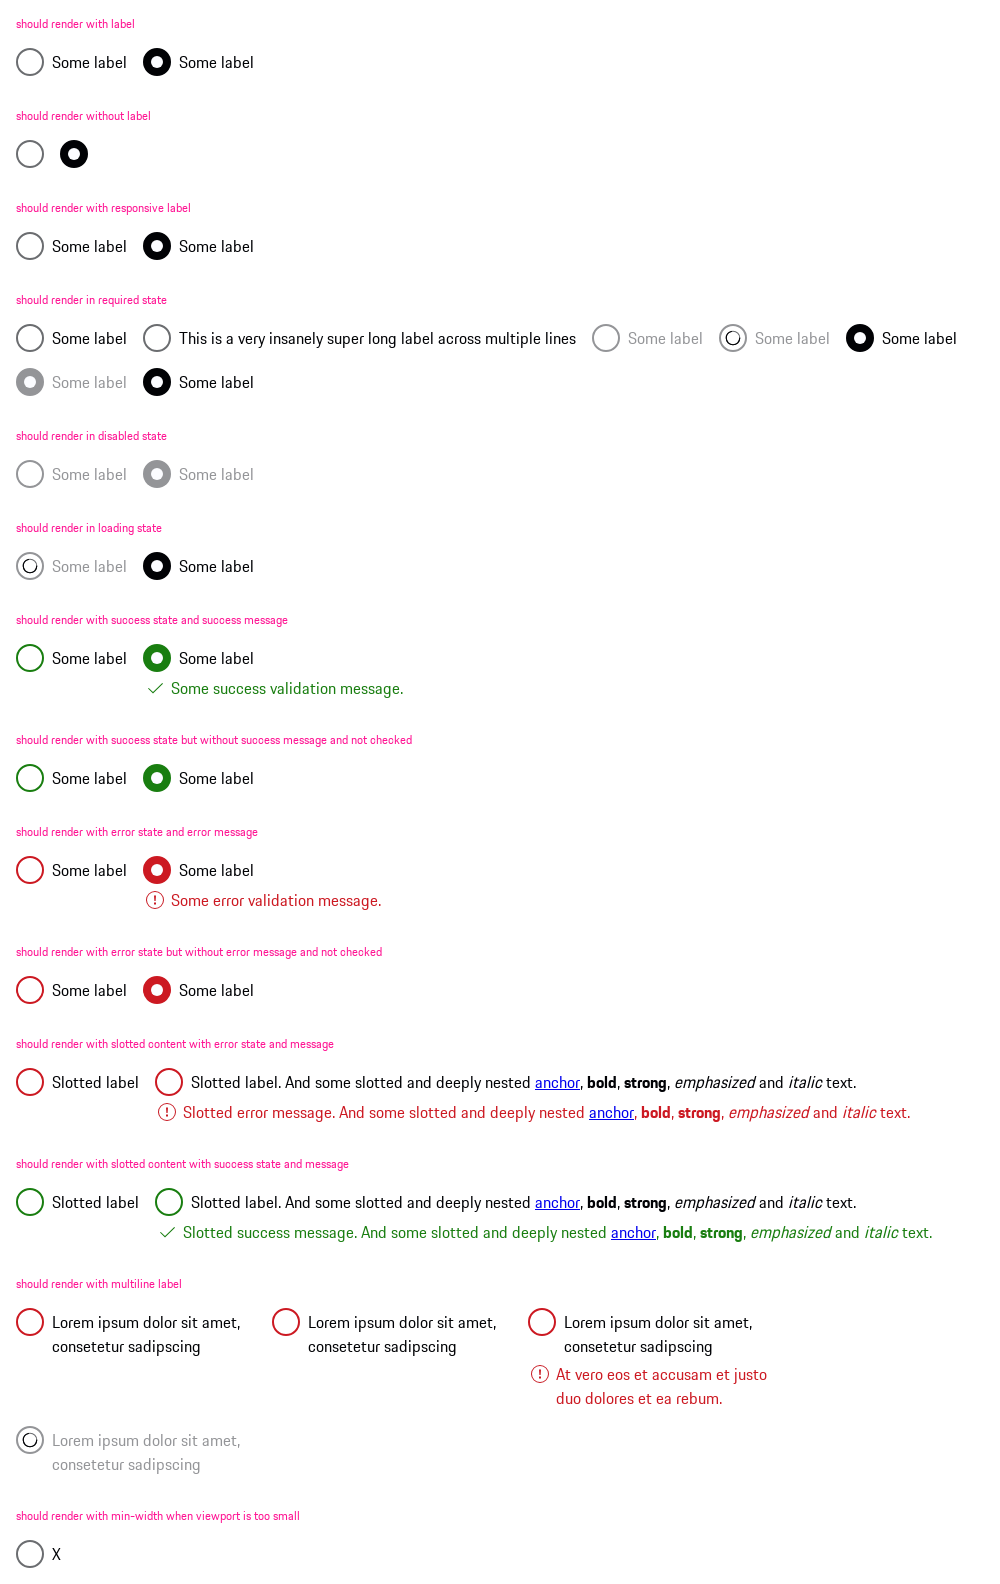 should render with label
Some label Some label
should render without label
should render with responsive label
Some label Some label
should render in required state
Some label This is a very insanely super long label across multiple lines Some label Some label Some label
Some label Some label
should render in disabled state
Some label Some label
should render in loading state
Some label Some label
should render with success state and success message
Some label Some label
Some success validation message.
should render with success state but without success message and not checked
Some label Some label
should render with error state and error message
Some label Some label
Some error validation message.
should render with error state but without error message and not checked
Some label Some label
should render with slotted content with error state and message
Slotted label Slotted label. And some slotted and deeply nested anchor, bold, strong, emphasized and italic text.
Slotted error message. And some slotted and deeply nested anchor, bold, strong, emphasized and italic text.
should render with slotted content with success state and message
Slotted label Slotted label. And some slotted and deeply nested anchor, bold, strong, emphasized and italic text.
Slotted success message. And some slotted and deeply nested anchor, bold, strong, emphasized and italic text.
should render with multiline label
Lorem ipsum dolor sit amet, Lorem ipsum dolor sit amet, Lorem ipsum dolor sit amet,
consetetur sadipscing consetetur sadipscing consetetur sadipscing
At vero eos et accusam et justo
duo dolores et ea rebum.
Lorem ipsum dolor sit amet,
consetetur sadipscing
should render with min-width when viewport is too small
X